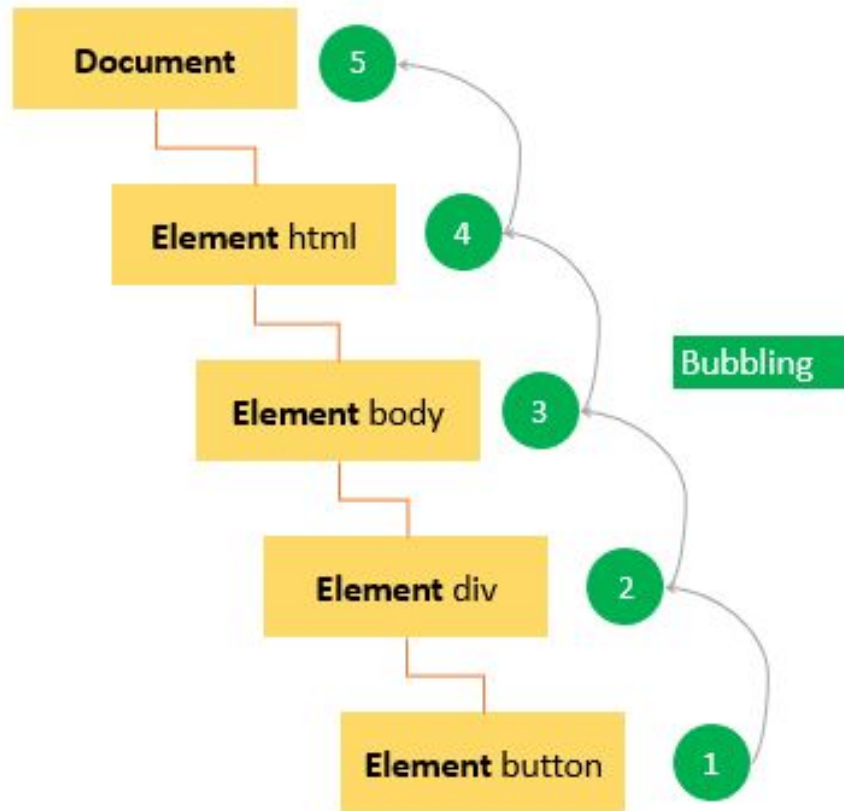 Document 5
Element html 4
Bubbling
Element body 3
Element div 2
Element button 1